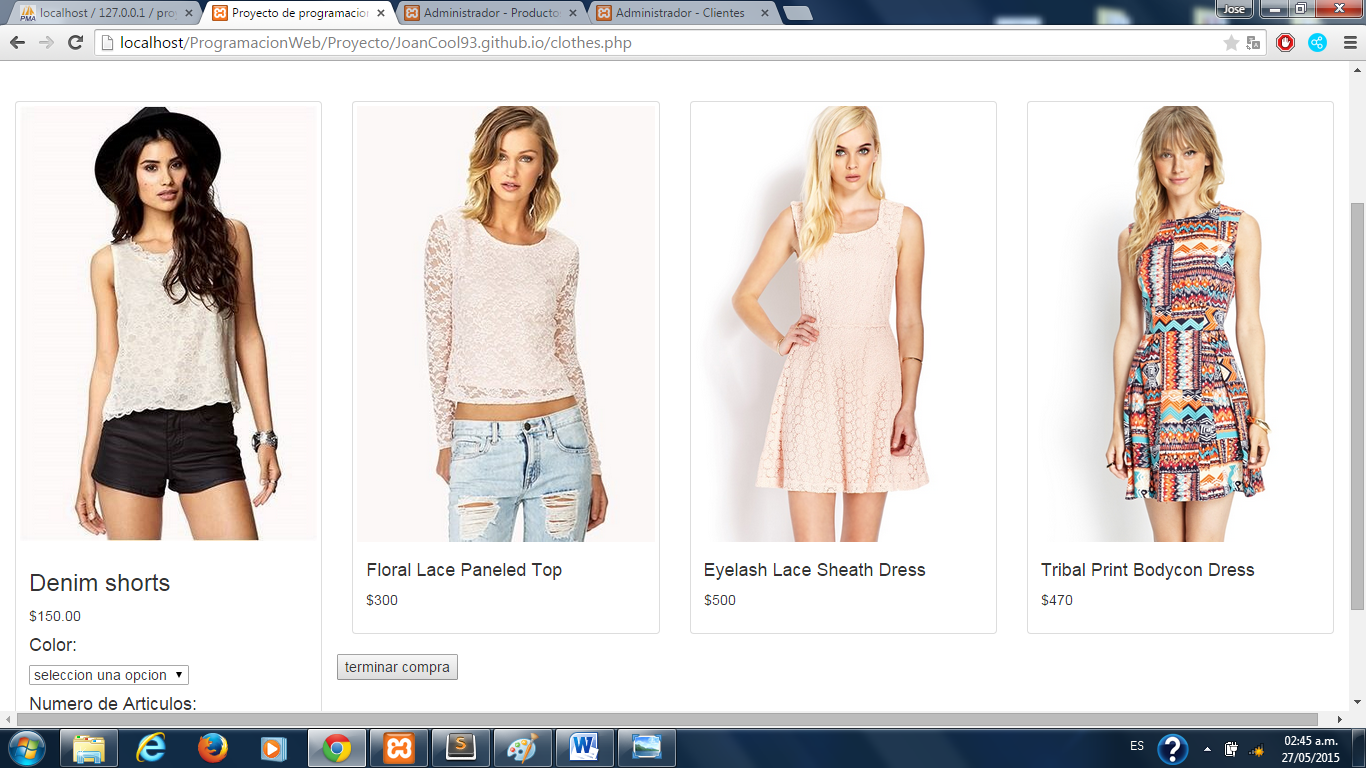 localhost / 127.0.0.1 / pro
Proyecto de programacion
Administrador - Producto
Administrador - Clientes
Jose
localhost/ProgramacionWeb/Proyecto/JoanCool93.github.io/clothes.php
Denim shorts
$150.00
Color:
seleccion una opcion
Numero de Articulos:
Floral Lace Paneled Top
$300
Eyelash Lace Sheath Dress
$500
Tribal Print Bodycon Dress
$470
terminar compra
ES
02:45 a.m.
27/05/2015